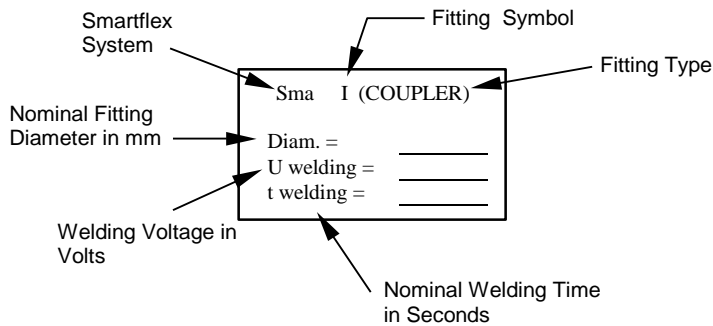 Smartflex
System
Fitting Symbol
Fitting Type
Sma I (COUPLER)
Nominal Fitting
Diameter in mm
Diam. =
U welding =
t welding =
Welding Voltage in
Volts
Nominal Welding Time
in Seconds